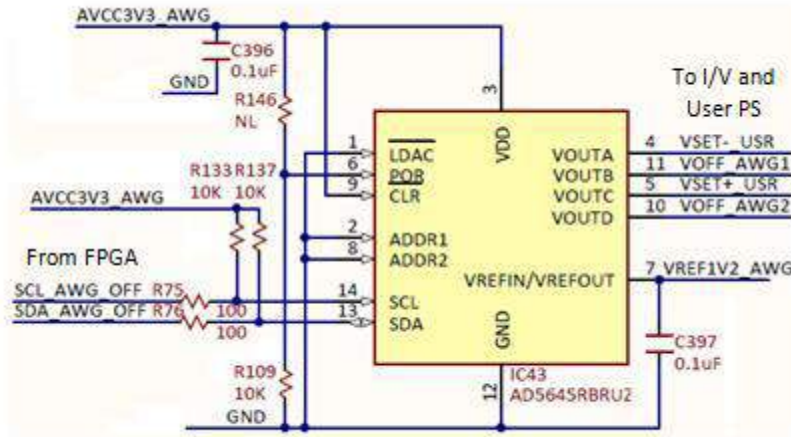 AVCC3V3_AWG
C396
0.1uF
GND
R146
NL
3
VDD
To I/V and
User PS
1
LDAC
6
POR
9
CLR
R133 R137
10K 10K
AVCC3V3_AWG
2
ADDR1
8
ADDR2
VOUTA
4
VSET-_USR
VOUTB
11
VOFF_AWG1
VOUTC
5
VSET+_USR
VOUTD
10
VOFF_AWG2
VREFIN/VREFOUT
7
VREF1V2_AWG
From FPGA
SCL_AWG_OFF
R75
100
14
SCL
SDA_AWG_OFF
R76
100
13
SDA
GND
12
C397
0.1uF
R109
10K
GND
IC43
AD5645RBRUZ